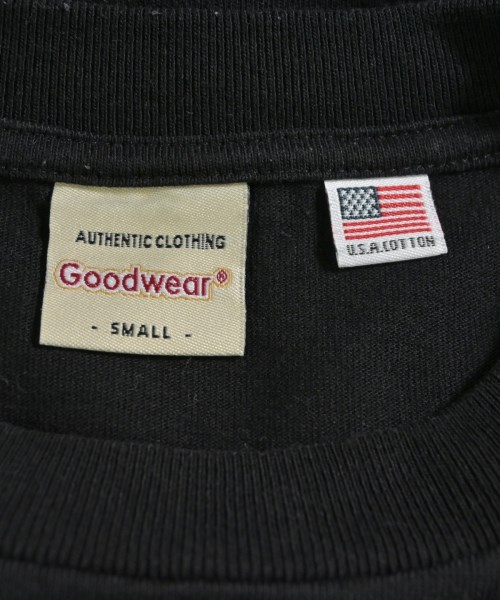 AUTHENTIC CLOTHING
Goodwear®
- SMALL -
U.S.A.COTTON